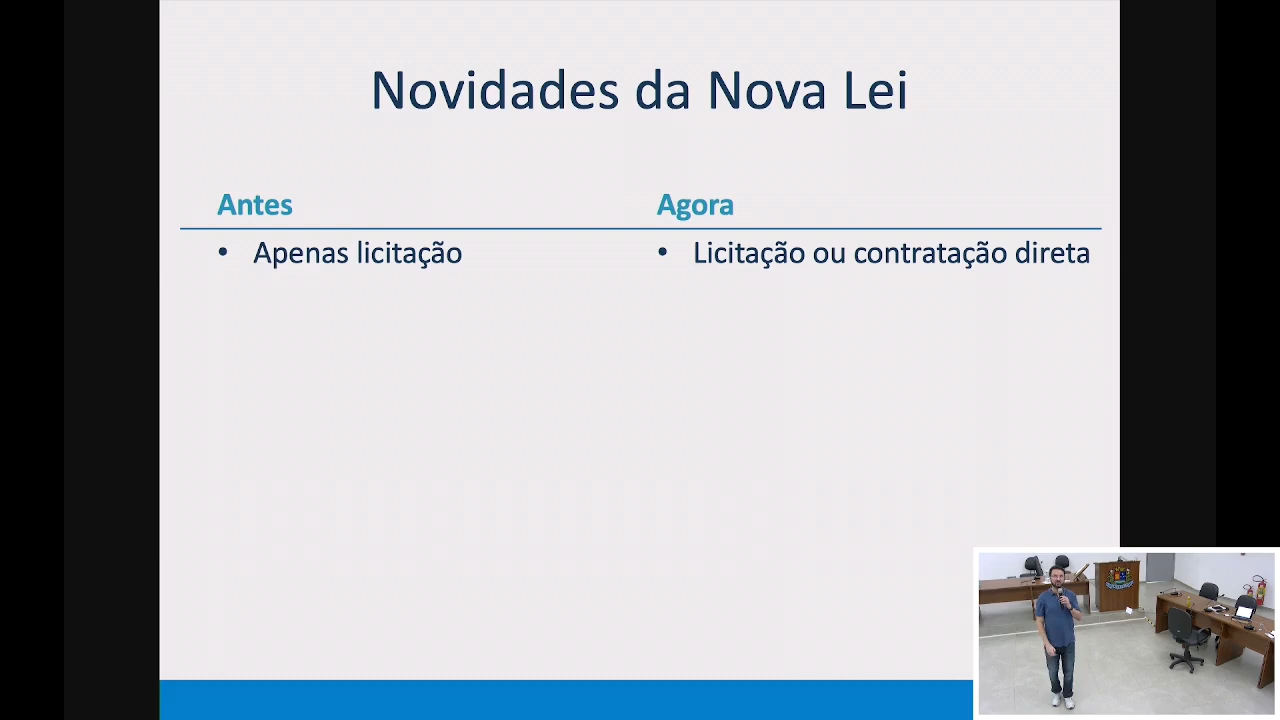 Novidades da Nova Lei
Antes
Agora
• Apenas licitação
• Licitação ou contratação direta